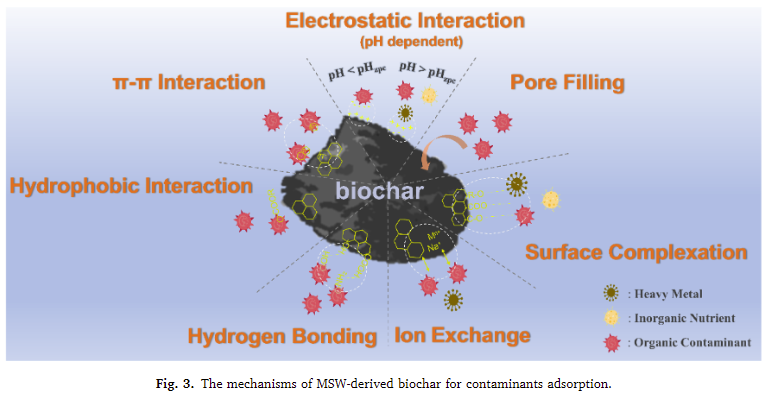 Electrostatic Interaction
(pH dependent)
pH < pHzpc
pH > pHzpc
π-π Interaction
Pore Filling
Hydrophobic Interaction
biochar
Na⁺
Surface Complexation
Hydrogen Bonding
Ion Exchange
: Heavy Metal
: Inorganic Nutrient
: Organic Contaminant
Fig. 3. The mechanisms of MSW-derived biochar for contaminants adsorption.